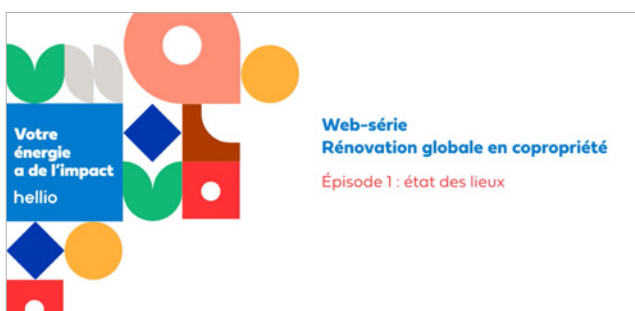 Votre
énergie
a de l'impact
hellio
Web-série
Rénovation globale en copropriété
Épisode 1 : état des lieux